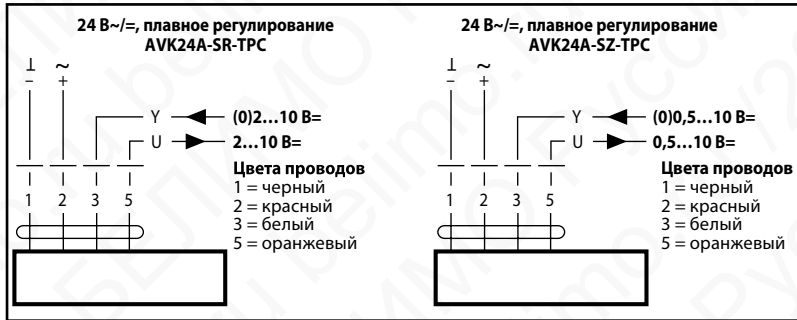 24 В~/=, плавное регулирование
AVK24A-SR-TPC
⊥ ~
– +
Y (0)2...10 В=
U 2...10 В=
1 2 3 5
Цвета проводов
1 = черный
2 = красный
3 = белый
5 = оранжевый
24 В~/=, плавное регулирование
AVK24A-SZ-TPC
⊥ ~
– +
Y (0)0,5...10 В=
U 0,5...10 В=
1 2 3 5
Цвета проводов
1 = черный
2 = красный
3 = белый
5 = оранжевый